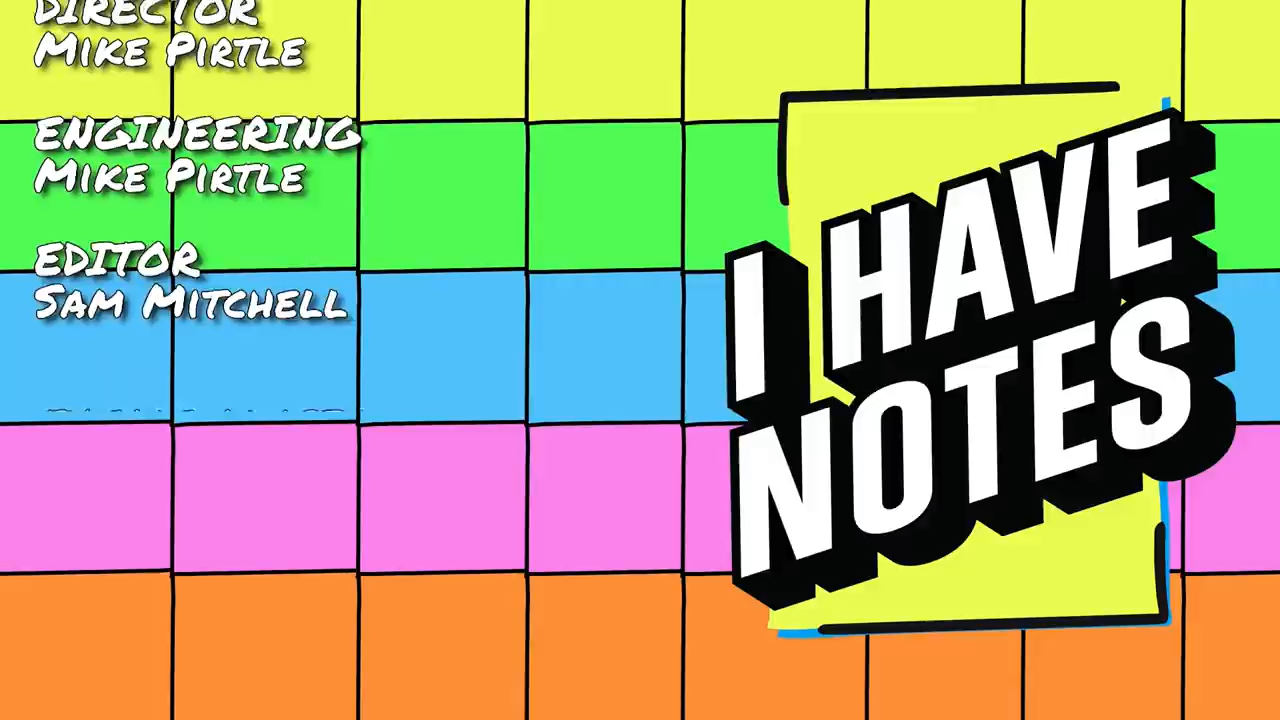 DIRECTOR
MIKE PIRTLE
ENGINEERING
MIKE PIRTLE
EDITOR
SAM MITCHELL
I HAVE
NOTES